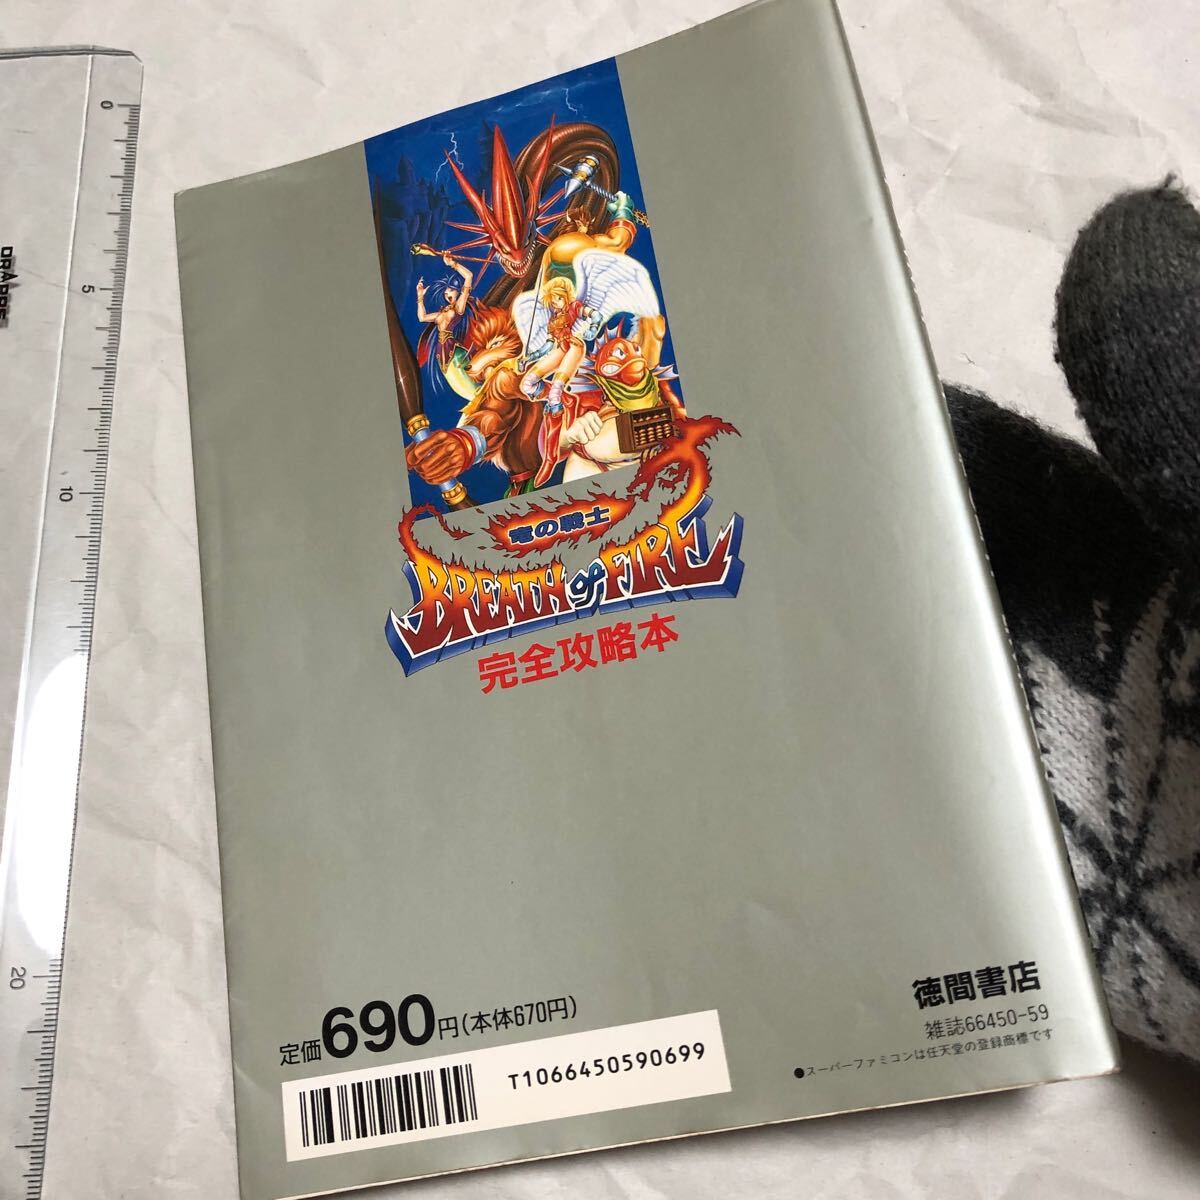 0
5
10
20
DRAPAS
竜の戦士
BREATH of FIRE
完全攻略本
定価690円(本体670円)
T1066450590699
徳間書店
雑誌66450-59
●スーパーファミコンは任天堂の登録商標です